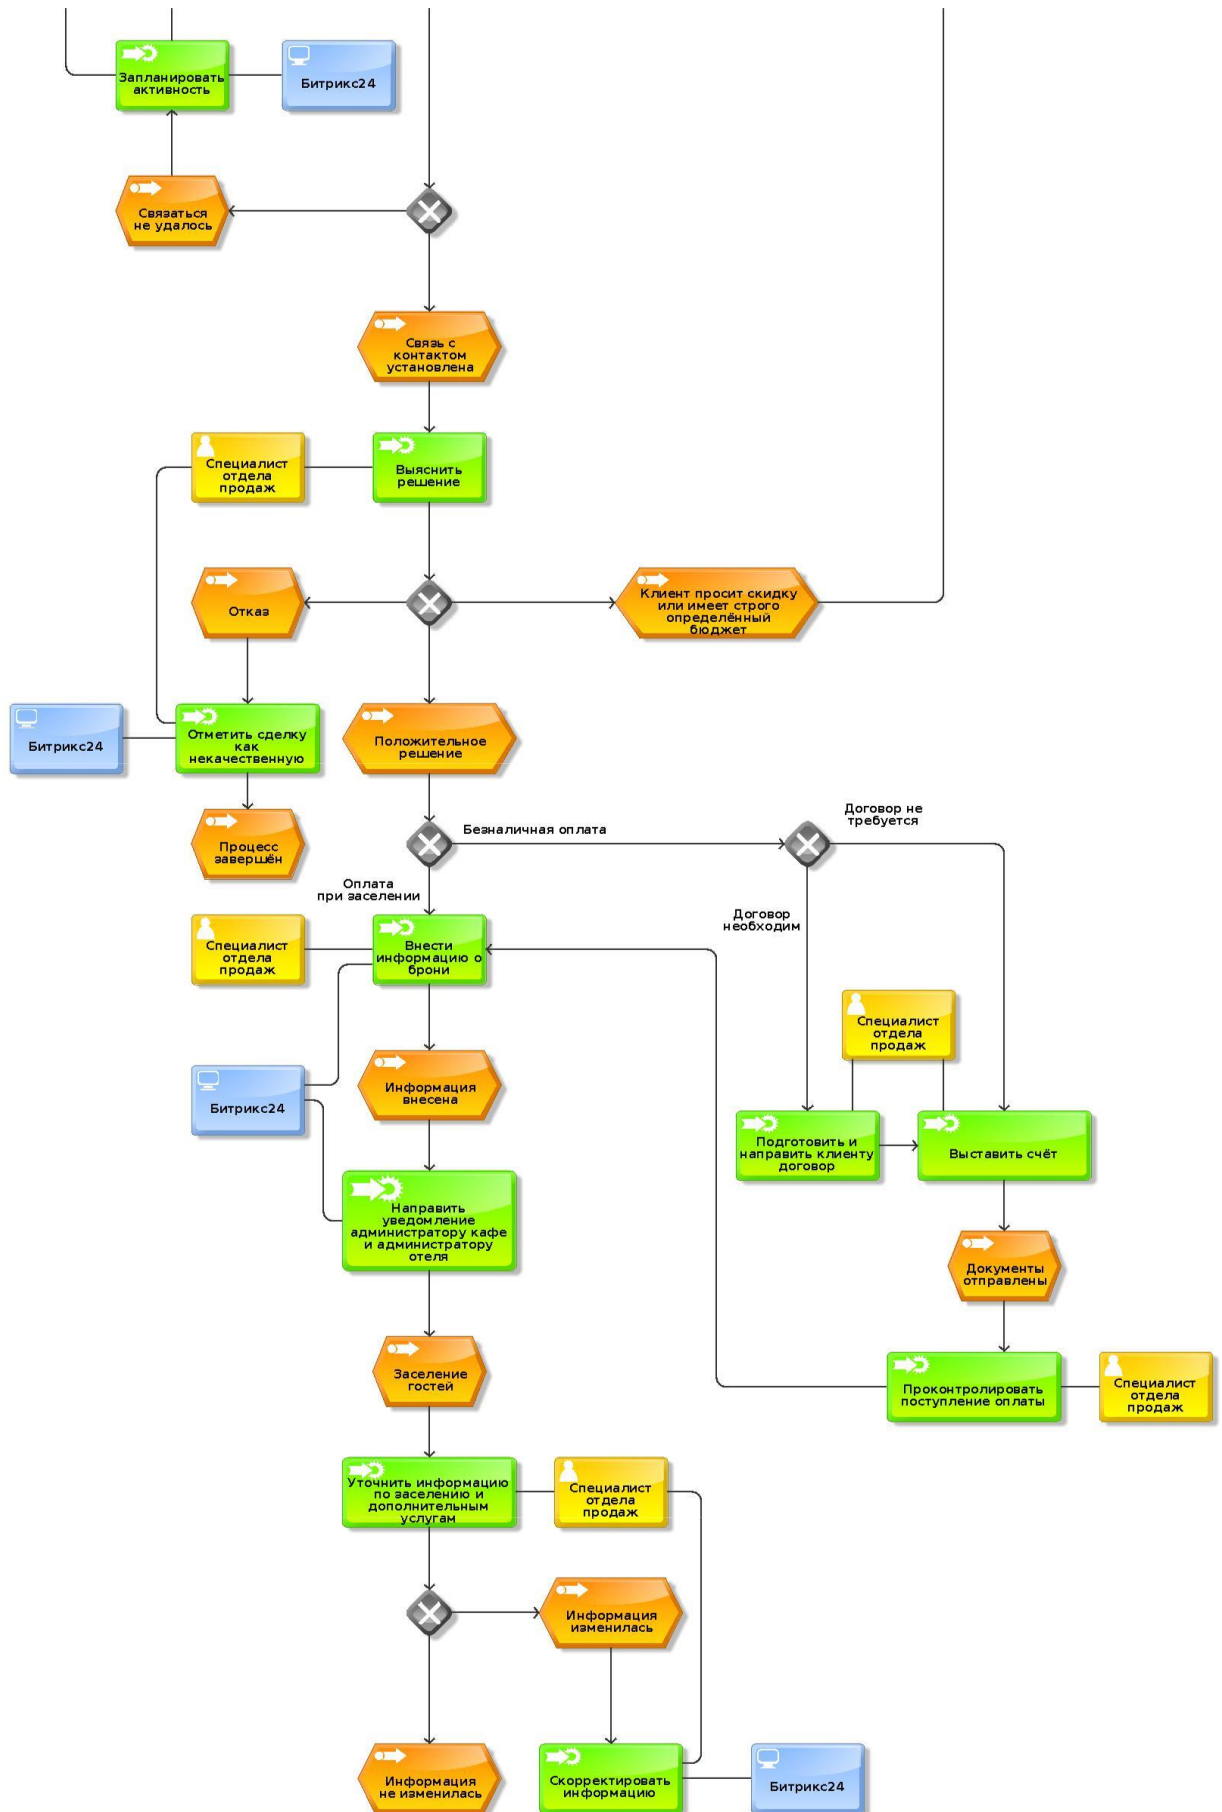 Запланировать
активность
Битрикс24
Связаться
не удалось
Связь с
контактом
установлена
Специалист
отдела
продаж
Выяснить
решение
Отказ
Клиент просит скидку
или имеет строго
определённый
бюджет
Битрикс24
Отметить сделку
как
некачественную
Положительное
решение
Процесс
завершён
Безналичная оплата
Договор не
требуется
Оплата
при заселении
Договор
необходим
Специалист
отдела
продаж
Внести
информацию о
брони
Специалист
отдела
продаж
Битрикс24
Информация
внесена
Подготовить и
направить клиенту
договор
Выставить счёт
Направить
уведомление
администратору кафе
и администратору
отеля
Документы
отправлены
Заселение
гостей
Проконтролировать
поступление оплаты
Специалист
отдела
продаж
Уточнить информацию
по заселению и
дополнительным
услугам
Специалист
отдела
продаж
Информация
изменилась
Информация
не изменилась
Скорректировать
информацию
Битрикс24